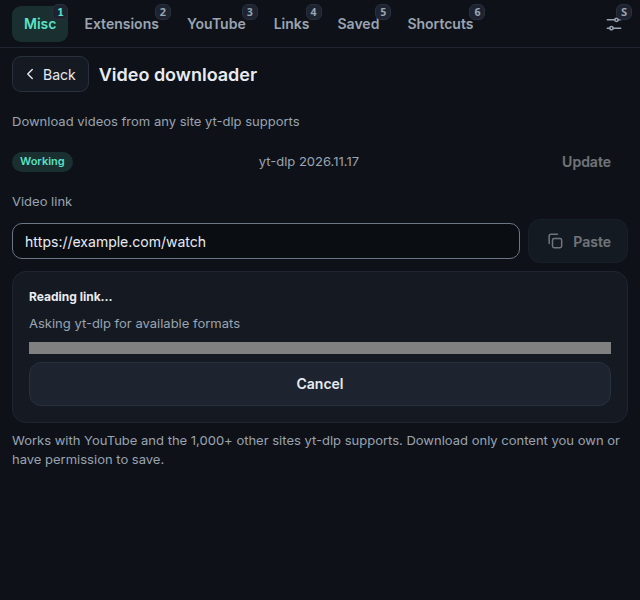 Misc 1 Extensions 2 YouTube 3 Links 4 Saved 5 Shortcuts 6 S
Back Video downloader
Download videos from any site yt-dlp supports
Working yt-dlp 2026.11.17 Update
Video link
https://example.com/watch Paste
Reading link...
Asking yt-dlp for available formats
Cancel
Works with YouTube and the 1,000+ other sites yt-dlp supports. Download only content you own or
have permission to save.